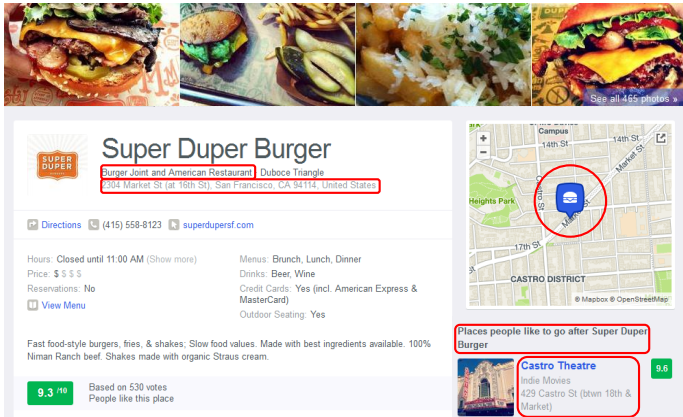 See all 465 photos »
SUPER
DUPER
BURGERS
Super Duper Burger
Burger Joint and American Restaurant Duboce Triangle
2304 Market St (at 16th St), San Francisco, CA 94114, United States
Directions (415) 558-8123 superdupersf.com
Hours: Closed until 11:00 AM (Show more)
Price: $ $ $ $
Reservations: No
View Menu
Menus: Brunch, Lunch, Dinner
Drinks: Beer, Wine
Credit Cards: Yes (incl. American Express &
MasterCard)
Outdoor Seating: Yes
Fast food-style burgers, fries, & shakes; Slow food values. Made with best ingredients available. 100%
Niman Ranch beef. Shakes made with organic Straus cream.
9.3 /10
Based on 530 votes
People like this place
+
−
Campus
14th St
14th St
Market St
Castro St
Heights Park
17th St
CASTRO DISTRICT
© Mapbox © OpenStreetMap
Places people like to go after Super Duper
Burger
Castro Theatre
Indie Movies
429 Castro St (btwn 18th &
Market)
9.6